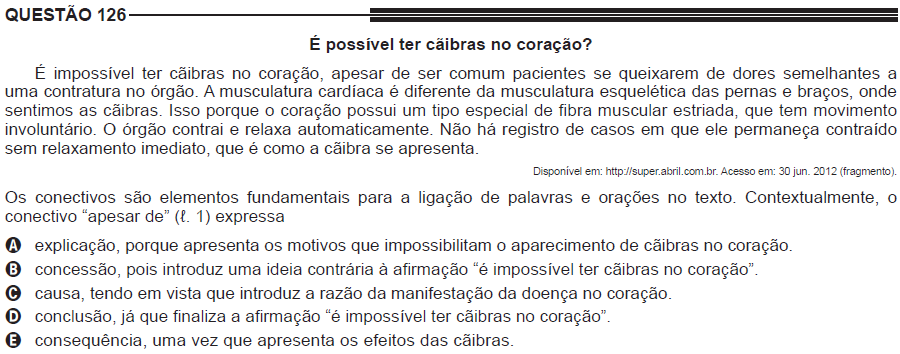 QUESTÃO 126
É possível ter cãibras no coração?
É impossível ter cãibras no coração, apesar de ser comum pacientes se queixarem de dores semelhantes a
uma contratura no órgão. A musculatura cardíaca é diferente da musculatura esquelética das pernas e braços, onde
sentimos as cãibras. Isso porque o coração possui um tipo especial de fibra muscular estriada, que tem movimento
involuntário. O órgão contrai e relaxa automaticamente. Não há registro de casos em que ele permaneça contraído
sem relaxamento imediato, que é como a cãibra se apresenta.
Disponível em: http://super.abril.com.br. Acesso em: 30 jun. 2012 (fragmento).
Os conectivos são elementos fundamentais para a ligação de palavras e orações no texto. Contextualmente, o
conectivo “apesar de” (ℓ. 1) expressa
A explicação, porque apresenta os motivos que impossibilitam o aparecimento de cãibras no coração.
B concessão, pois introduz uma ideia contrária à afirmação “é impossível ter cãibras no coração”.
C causa, tendo em vista que introduz a razão da manifestação da doença no coração.
D conclusão, já que finaliza a afirmação “é impossível ter cãibras no coração”.
E consequência, uma vez que apresenta os efeitos das cãibras.